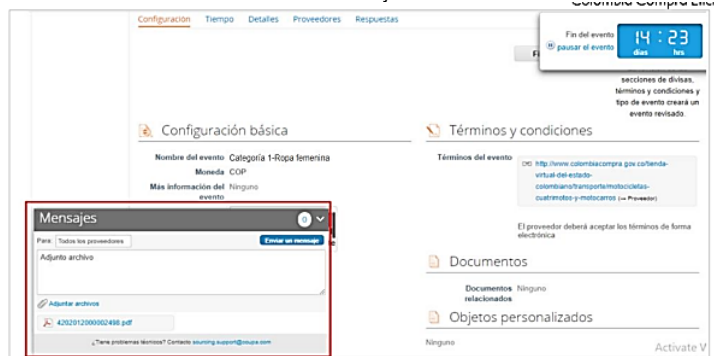 Colombia Compra Efic
Configuración Tiempo Detalles Proveedores Respuestas
Fin del evento
pausar el evento
14 : 23
días hrs
secciones de divisas,
términos y condiciones y
tipo de evento creará un
evento revisado.
Configuración básica
Nombre del evento Categoría 1-Ropa femenina
Moneda COP
Más información del evento Ninguno
Términos y condiciones
Términos del evento
http://www.colombiacompra.gov.co/tienda-
virtual-del-estado-
colombiano/transporte/motocicletas-
cuatrimotos-y-motocarros (— Proveedor)
El proveedor deberá aceptar los términos de forma
electrónica
Mensajes 0
Para: Todos los proveedores Enviar un mensaje
Adjunto archivo
Adjuntar archivos
4202012000002498.pdf
¿Tiene problemas técnicos? Contacto sourcing.support@coupa.com
Documentos
Documentos relacionados Ninguno
Objetos personalizados
Ninguno
Activate V